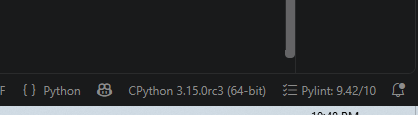 F { } Python CPython 3.15.0rc3 (64-bit) Pylint: 9.42/10